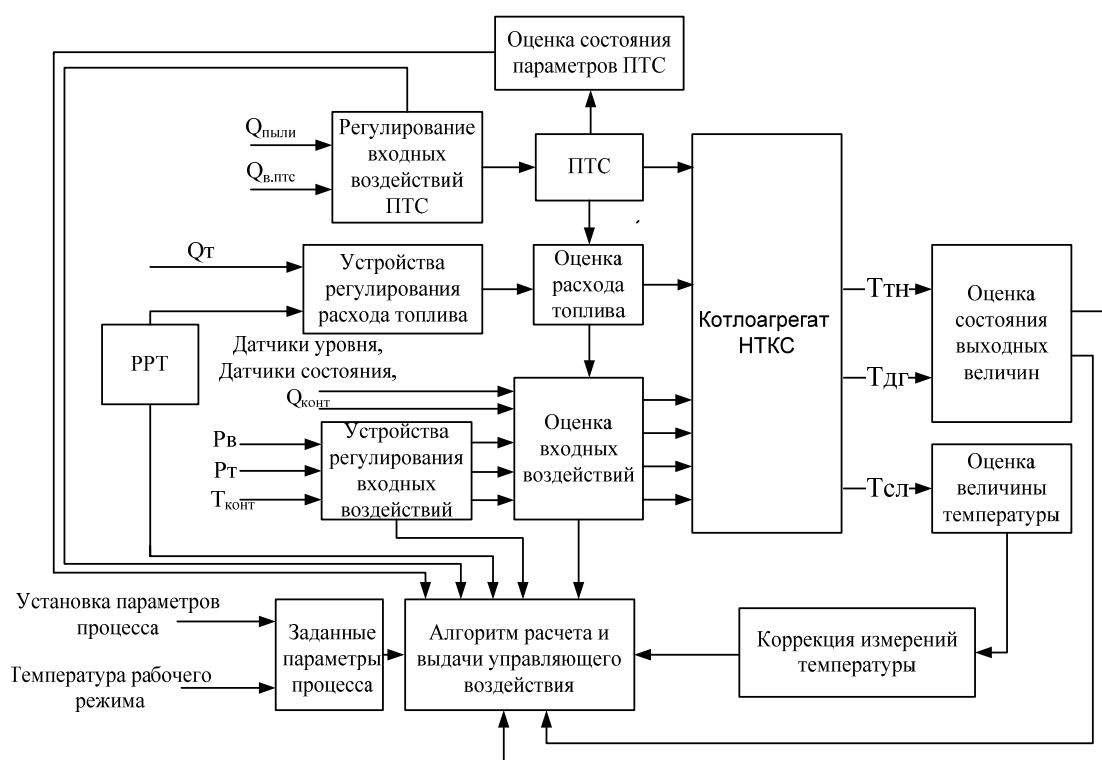 Оценка состояния
параметров ПТС
Qпыли
Qв.птс
Регулирование
входных
воздействий
ПТС
ПТС
Qт
Устройства
регулирования
расхода топлива
Оценка
расхода
топлива
РРТ
Датчики уровня,
Датчики состояния,
Qконт
Рв
Рт
Тконт
Устройства
регулирования
входных
воздействий
Оценка
входных
воздействий
Котлоагрегат
НТКС
Ттн
Тдг
Тсл
Оценка
состояния
выходных
величин
Оценка
величины
температуры
Установка параметров
процесса
Температура рабочего
режима
Заданные
параметры
процесса
Алгоритм расчета и
выдачи управляющего
воздействия
Коррекция измерений
температуры